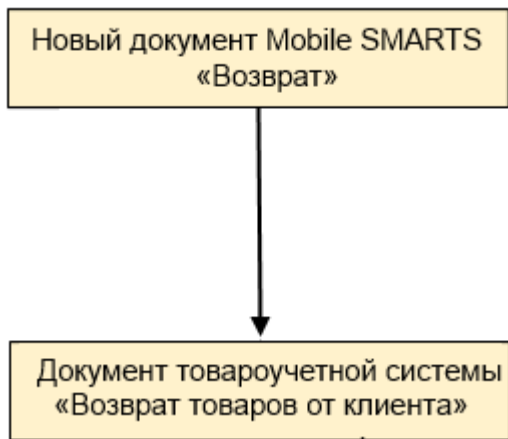 Новый документ Mobile SMARTS
«Возврат»
Документ товароучетной системы
«Возврат товаров от клиента»